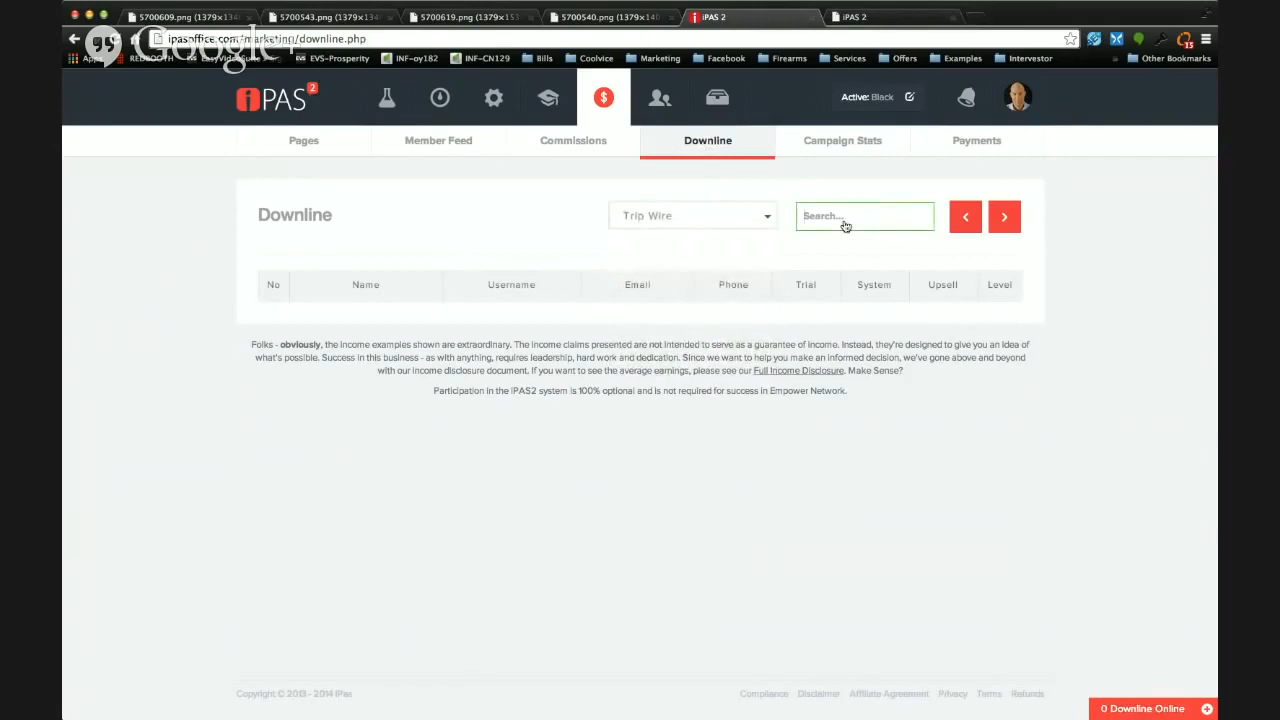 5700609.png (1379×134
5700543.png (1379×134
5700619.png (1379×153
5700540.png (1379×140
iPAS 2
iPAS 2
Google+
ipasoffice.com/marketing/downline.php
Apps
REDBOOTH
EasyVideoSuite
EVS-Prosperity
INF-oy182
INF-CN129
Bills
Coolvice
Marketing
Facebook
Firearms
Services
Offers
Examples
Intervestor
»
Other Bookmarks
15
iPAS 2
$
Active: Black
Pages
Member Feed
Commissions
Downline
Campaign Stats
Payments
Downline
Trip Wire
Search...
No
Name
Username
Email
Phone
Trial
System
Upsell
Level
Folks - obviously, the income examples shown are extraordinary. The income claims presented are not intended to serve as a guarantee of income. Instead, they're designed to give you an idea of
what's possible. Success in this business - as with anything, requires leadership, hard work and dedication. Since we want to help you make an informed decision, we've gone above and beyond
with our income disclosure document. If you want to see the average earnings, please see our Full Income Disclosure. Make Sense?
Participation in the iPAS2 system is 100% optional and is not required for success in Empower Network.
Copyright © 2013 - 2014 iPas
Compliance
Disclaimer
Affiliate Agreement
Privacy
Terms
Refunds
0 Downline Online